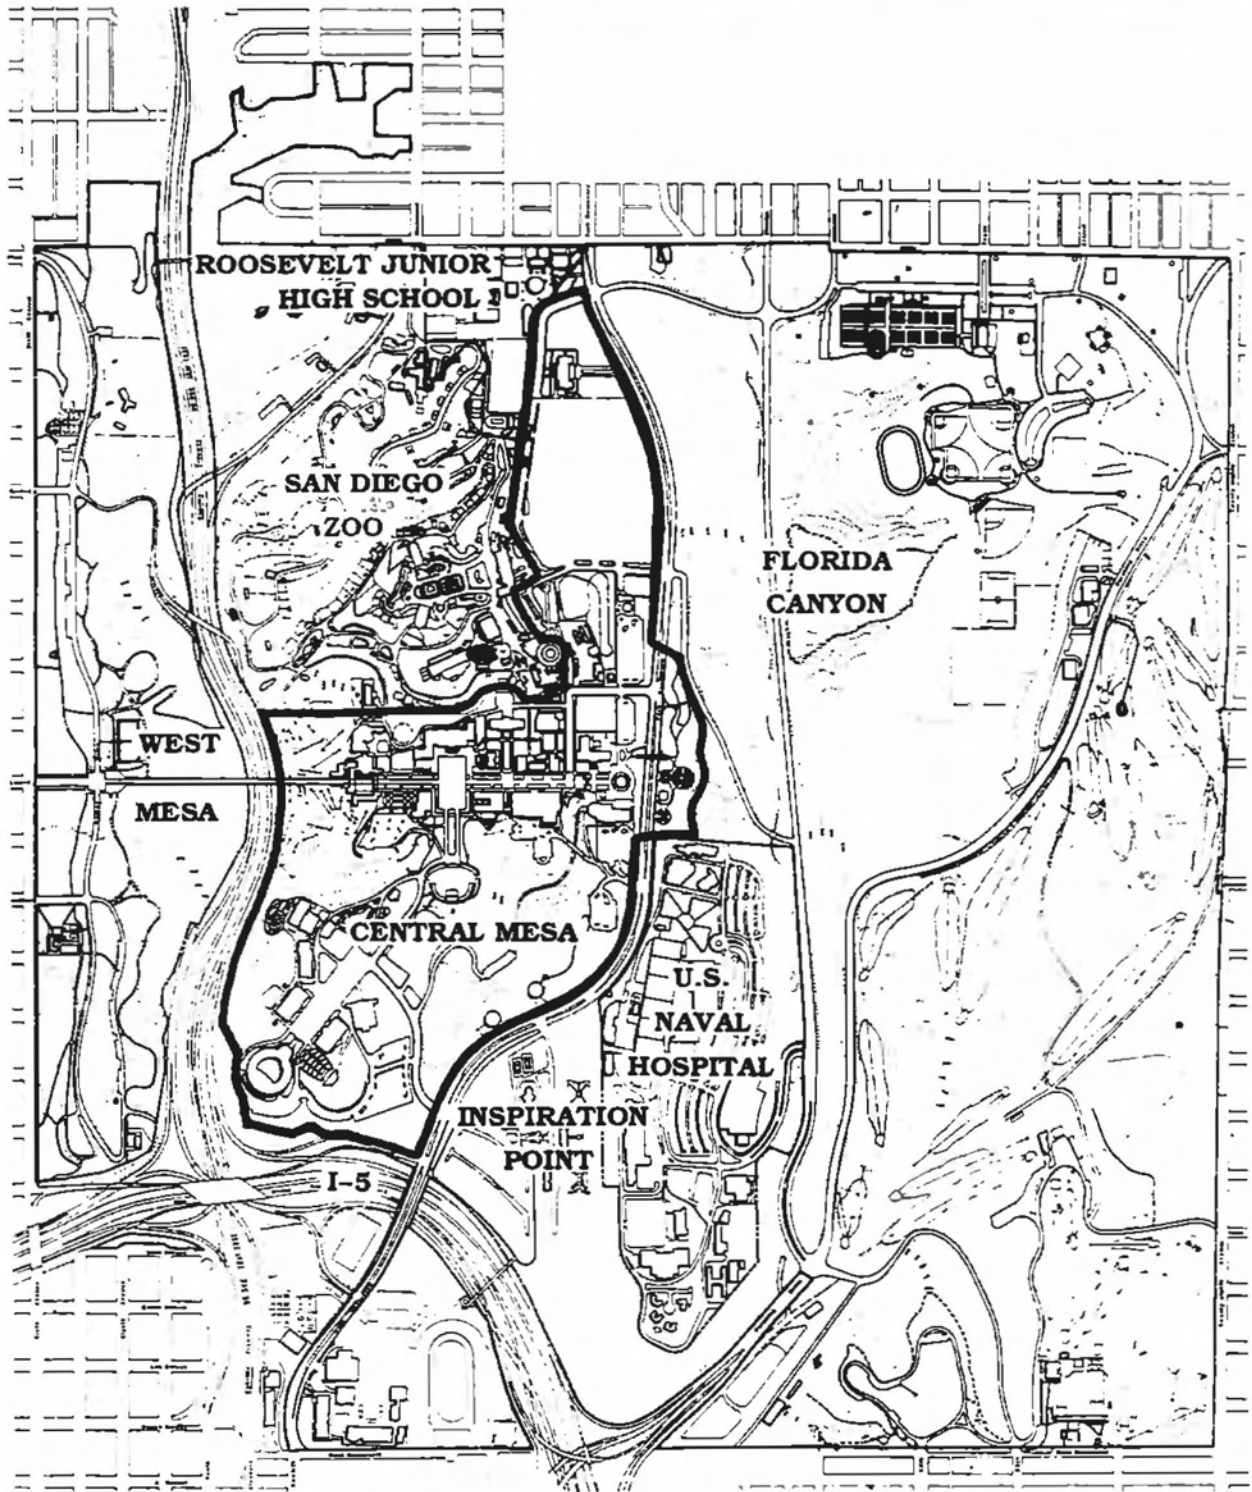 ROOSEVELT JUNIOR
HIGH SCHOOL
SAN DIEGO
ZOO
FLORIDA
CANYON
WEST
MESA
CENTRAL MESA
U.S.
NAVAL
HOSPITAL
INSPIRATION
POINT
I-5